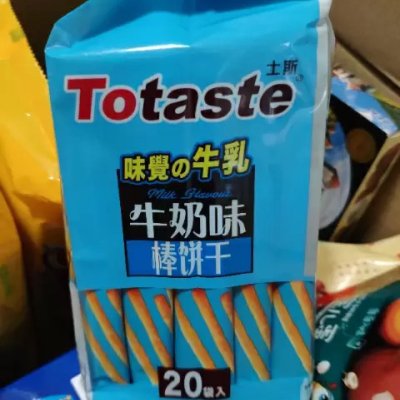 土斯
Totaste
味覺の牛乳
Milk Flavour
牛奶味
棒饼干
20袋入